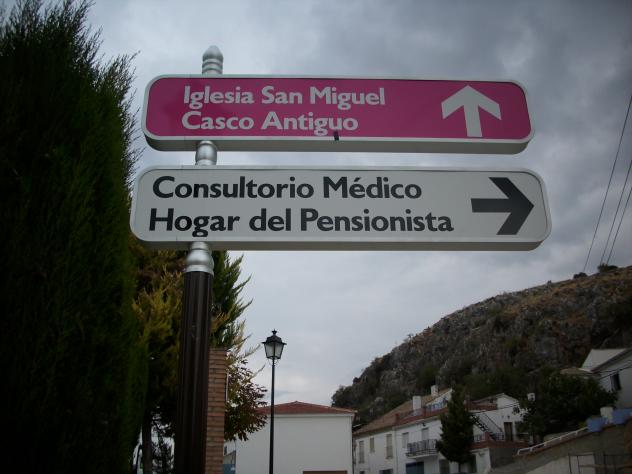 Iglesia San Miguel
Casco Antiguo
Consultorio Médico
Hogar del Pensionista